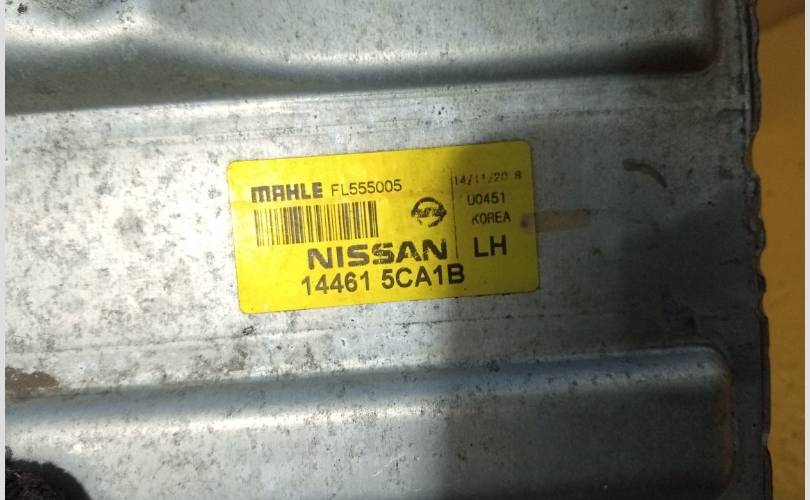 MAHLE FL555005
14/11/20 8
U0451
KOREA
NISSAN
LH
14461 5CA1B